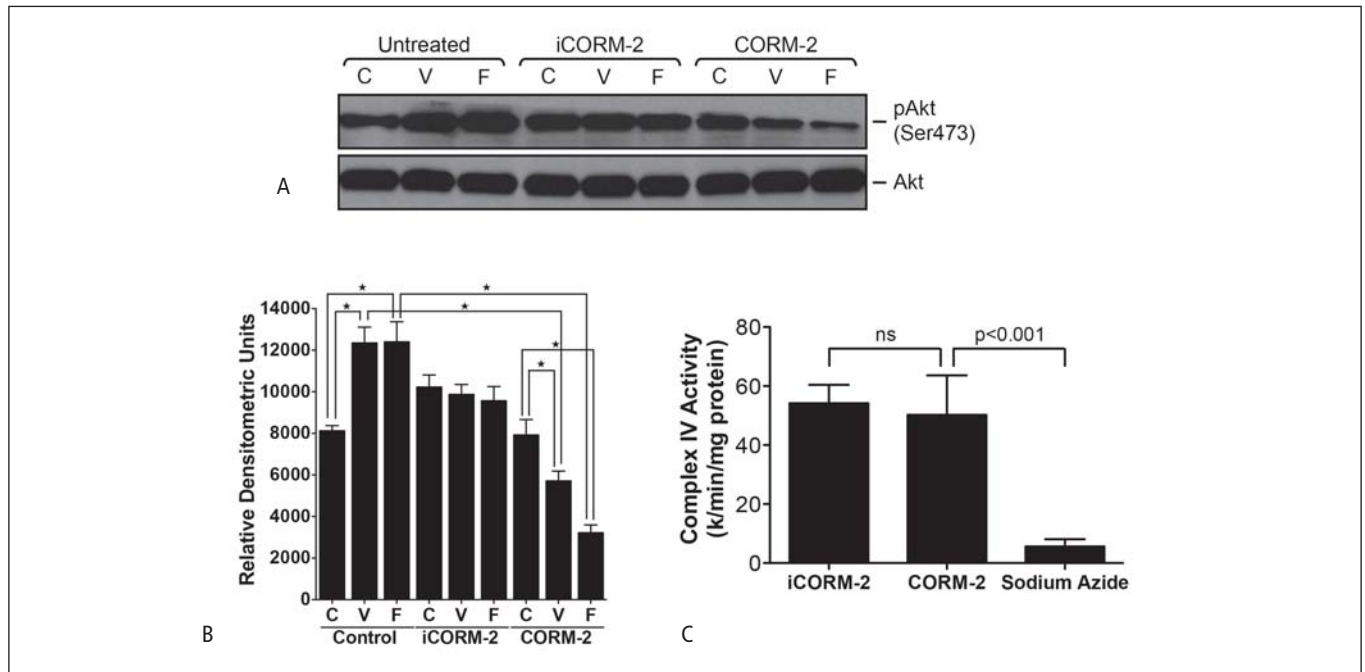 Untreated iCORM-2 CORM-2
C V F C V F C V F
pAkt
(Ser473)
Akt
A
Relative Densitometric Units
14000
12000
10000
8000
6000
4000
2000
0
★ ★ ★ ★ ★ ★
C V F C V F C V F
Control iCORM-2 CORM-2
B
Complex IV Activity
(k/min/mg protein)
80
60
40
20
0
ns p<0.001
iCORM-2 CORM-2 Sodium Azide
C